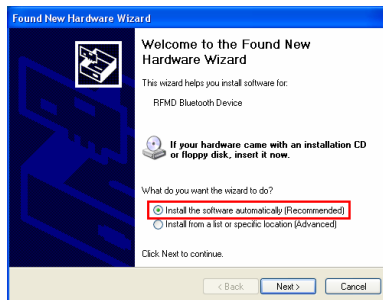 Found New Hardware Wizard
Welcome to the Found New
Hardware Wizard
This wizard helps you install software for:
RFMD Bluetooth Device
If your hardware came with an installation CD
or floppy disk, insert it now.
What do you want the wizard to do?
Install the software automatically (Recommended)
Install from a list or specific location (Advanced)
Click Next to continue.
< Back Next > Cancel